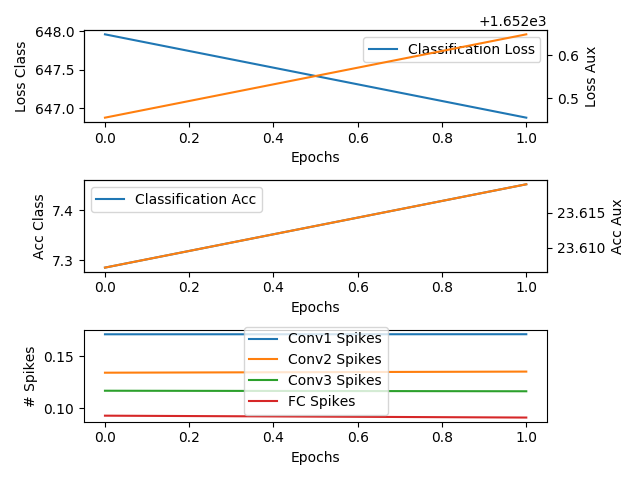 +1.652e3
648.0
647.5
647.0
Loss Class
Classification Loss
0.6
0.5
Loss Aux
0.0 0.2 0.4 0.6 0.8 1.0
Epochs
7.4
7.3
Acc Class
Classification Acc
23.615
23.610
Acc Aux
0.0 0.2 0.4 0.6 0.8 1.0
Epochs
0.15
0.10
# Spikes
Conv1 Spikes
Conv2 Spikes
Conv3 Spikes
FC Spikes
0.0 0.2 0.4 0.6 0.8 1.0
Epochs